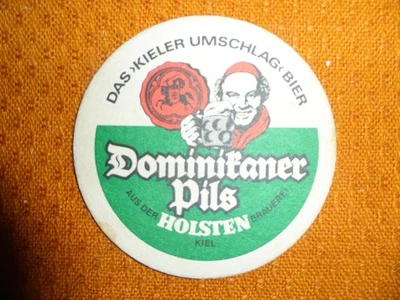 DAS ›KIELER UMSCHLAG‹ BIER
Dominikaner
Pils
AUS DER HOLSTEN BRAUEREI
KIEL